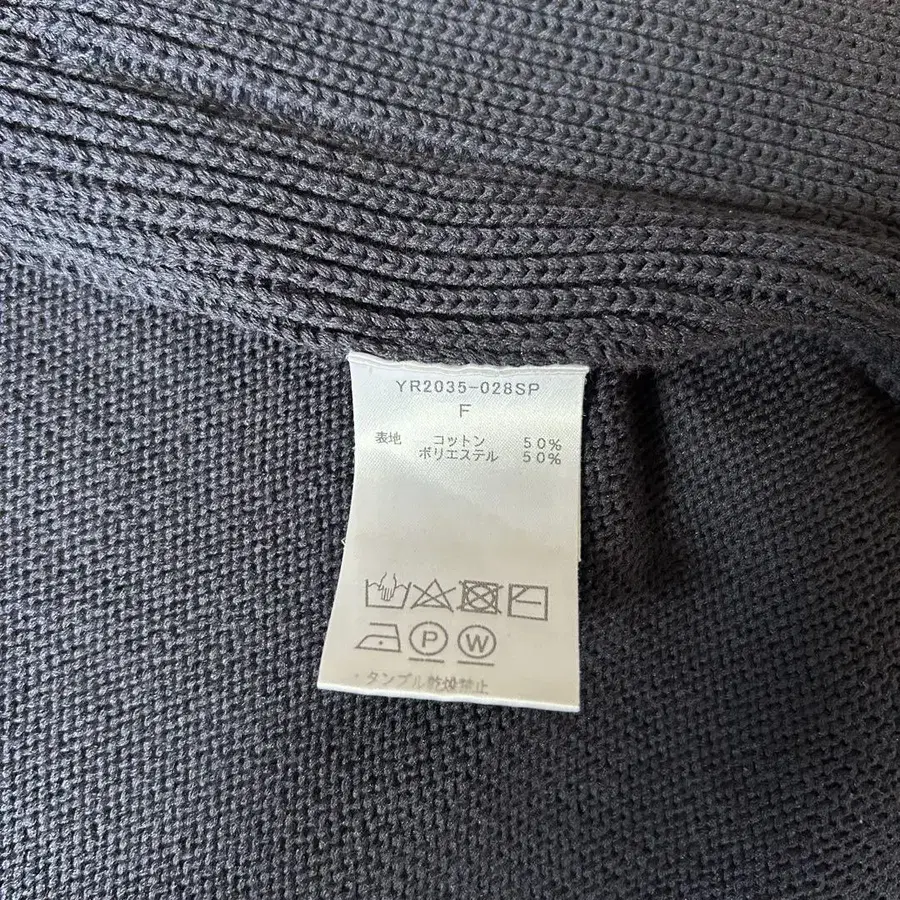 YR2035-028SP
F
表地 コットン 50%
ポリエステル 50%
P W
・タンブル乾燥禁止